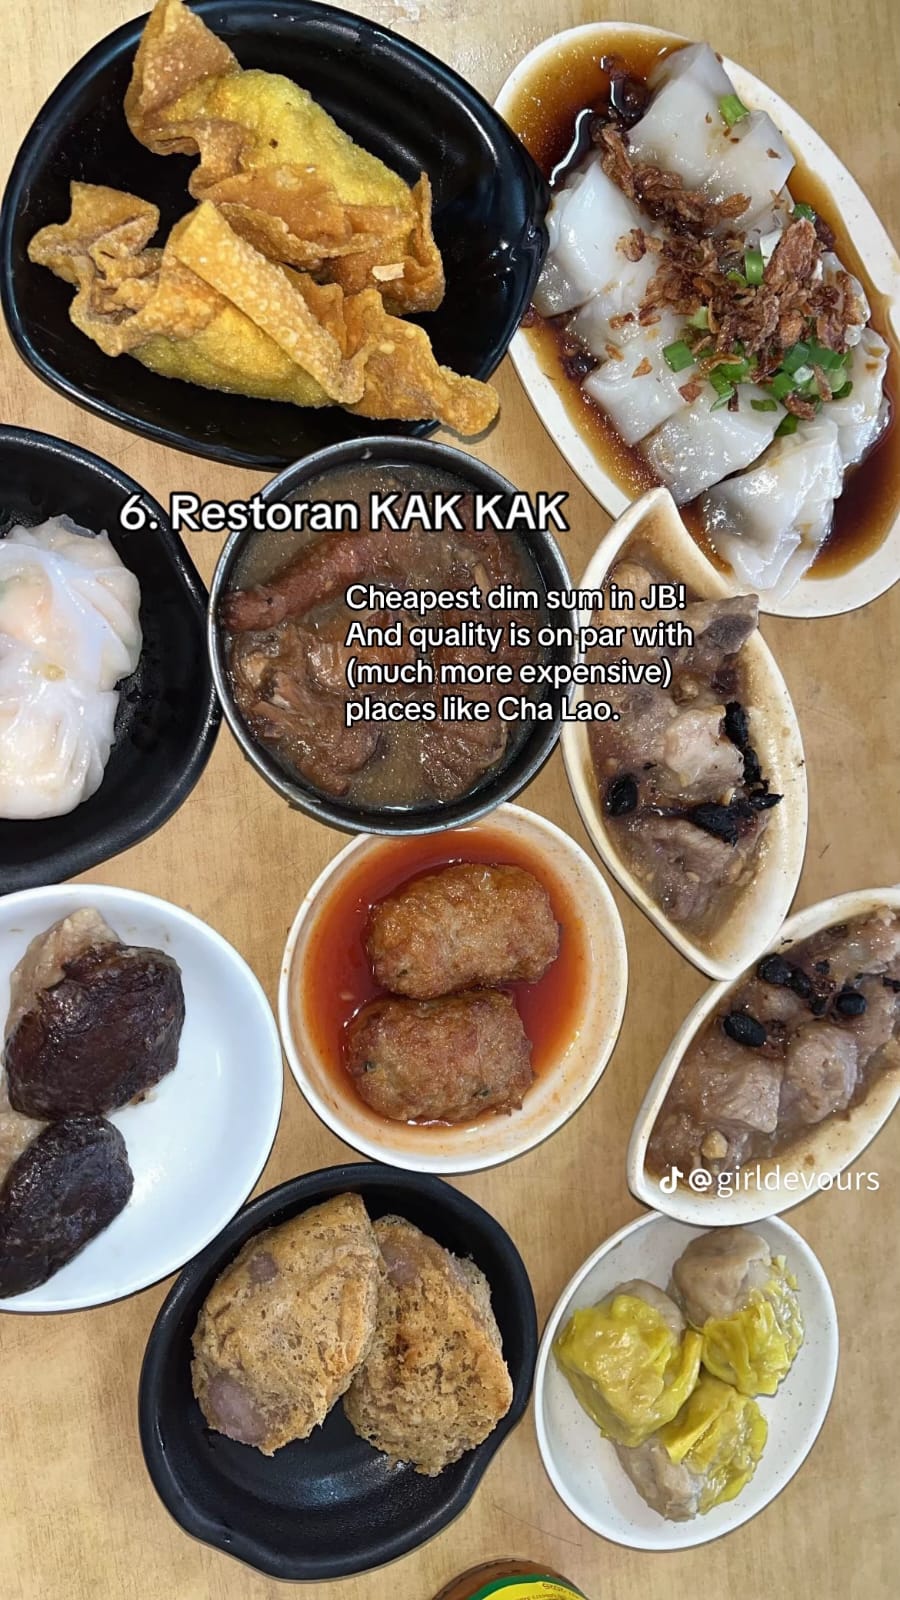 6. Restoran KAK KAK
Cheapest dim sum in JB!
And quality is on par with
(much more expensive)
places like Cha Lao.
@girldevours